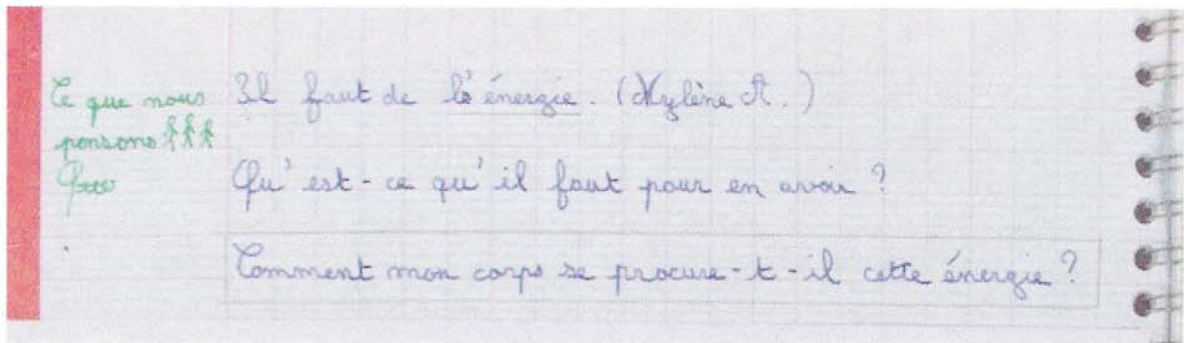 Ce que nous
pensons
Il faut de l'énergie. (Mylène A.)
Qu'est-ce qu'il faut pour en avoir ?
Comment mon corps se procure-t-il cette énergie ?